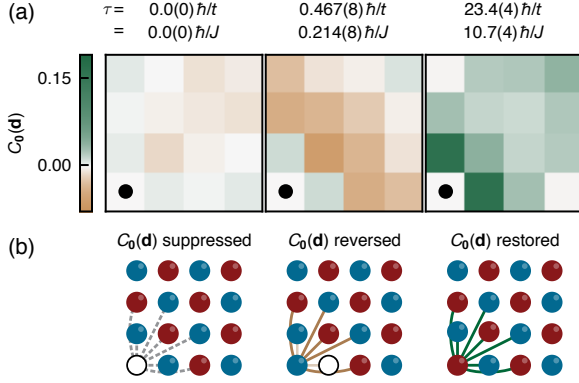 (a)
τ = 0.0(0) ℏ/t 0.467(8) ℏ/t 23.4(4) ℏ/t
= 0.0(0) ℏ/J 0.214(8) ℏ/J 10.7(4) ℏ/J
0.15
C₀(d)
0.00
(b)
C₀(d) suppressed C₀(d) reversed C₀(d) restored